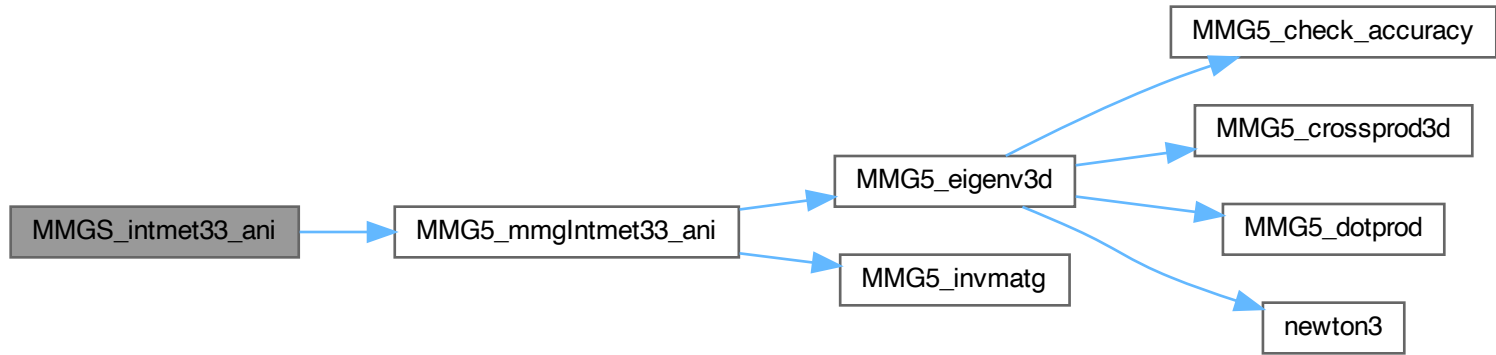 MMGS_intmet33_ani
MMG5_mmgIntmet33_ani
MMG5_eigenv3d
MMG5_invmatg
MMG5_check_accuracy
MMG5_crossprod3d
MMG5_dotprod
newton3